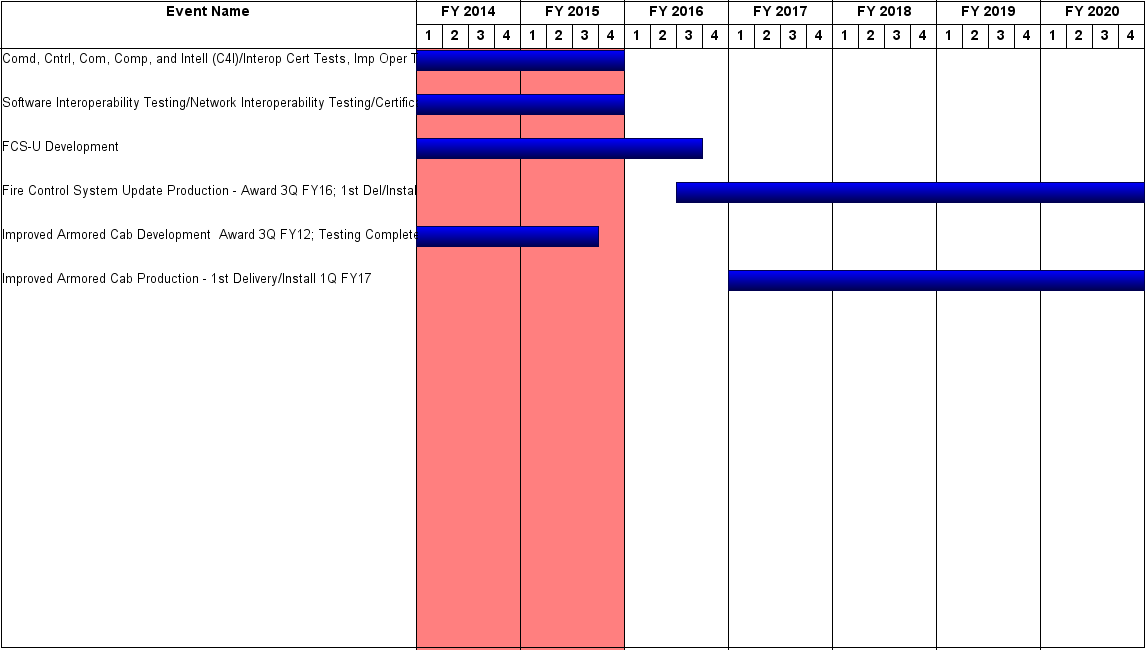 Event Name FY 2014 FY 2015 FY 2016 FY 2017 FY 2018 FY 2019 FY 2020
1 2 3 4 1 2 3 4 1 2 3 4 1 2 3 4 1 2 3 4 1 2 3 4 1 2 3 4
Comd, Cntrl, Com, Comp, and Intell (C4I)/Interop Cert Tests, Imp Oper T
Software Interoperability Testing/Network Interoperability Testing/Certific
FCS-U Development
Fire Control System Update Production - Award 3Q FY16; 1st Del/Instal
Improved Armored Cab Development Award 3Q FY12; Testing Complete
Improved Armored Cab Production - 1st Delivery/Install 1Q FY17